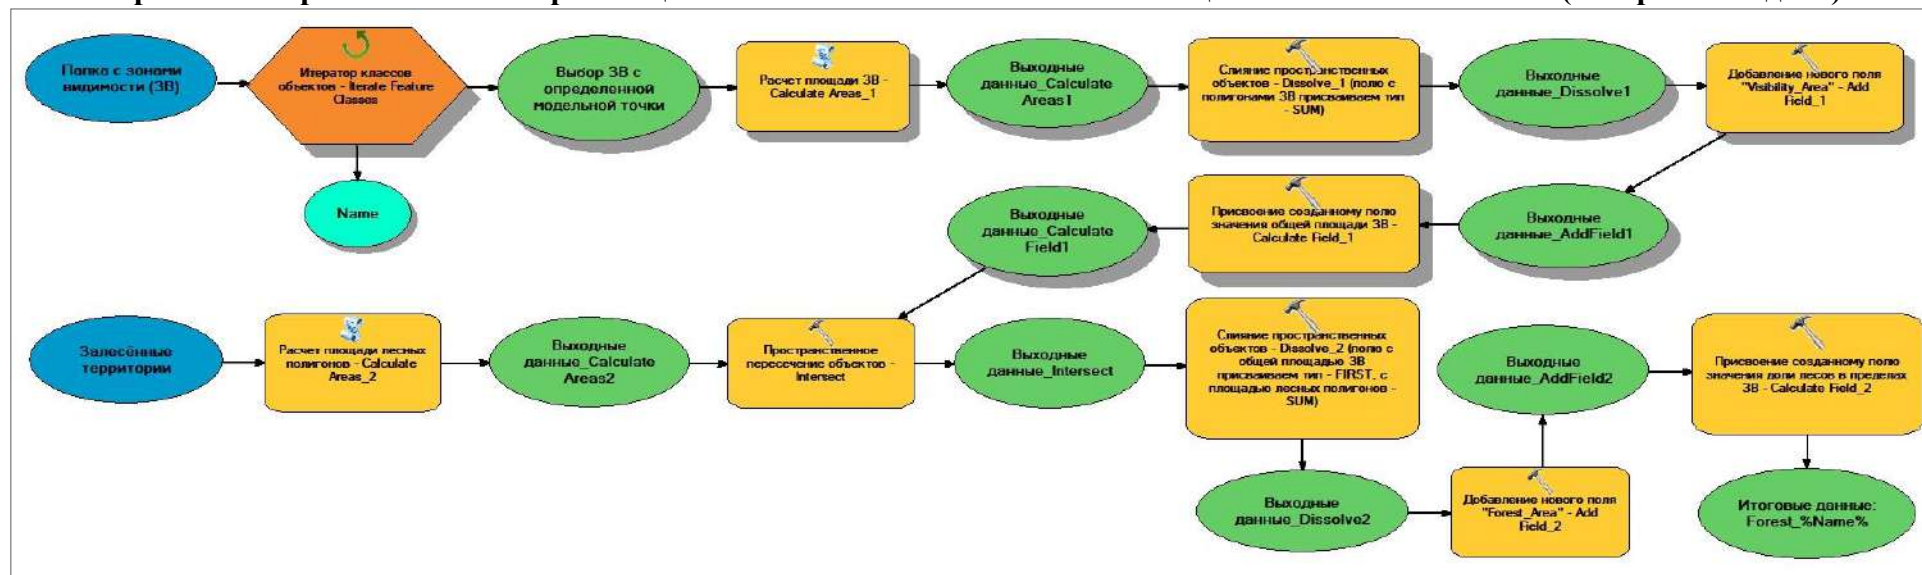 Папка с зонами
видимости (ЗВ)
Итератор классов
объектов - Iterate Feature
Classes
Name
Выбор ЗВ с
определенной
модельной точки
Расчет площади ЗВ -
Calculate Areas_1
Выходные
данные_Calculate
Areas1
Слияние пространственных
объектов - Dissolve_1 (полю с
полигонами ЗВ присваиваем тип
- SUM)
Выходные
данные_Dissolve1
Добавление нового поля
"Visibility_Area" - Add
Field_1
Выходные
данные_AddField1
Присвоение созданному полю
значения общей площади ЗВ -
Calculate Field_1
Выходные
данные_Calculate
Field1
Залесённые
территории
Расчет площади лесных
полигонов - Calculate
Areas_2
Выходные
данные_Calculate
Areas2
Пространственное
пересечение объектов -
Intersect
Выходные
данные_Intersect
Слияние пространственных
объектов - Dissolve_2 (полю с
общей площадью ЗВ
присваиваем тип - FIRST, с
площадью лесных полигонов -
SUM)
Выходные
данные_Dissolve2
Добавление нового поля
"Forest_Area" - Add
Field_2
Выходные
данные_AddField2
Присвоение созданному полю
значения доли лесов в пределах
ЗВ - Calculate Field_2
Итоговые данные:
Forest_%Name%